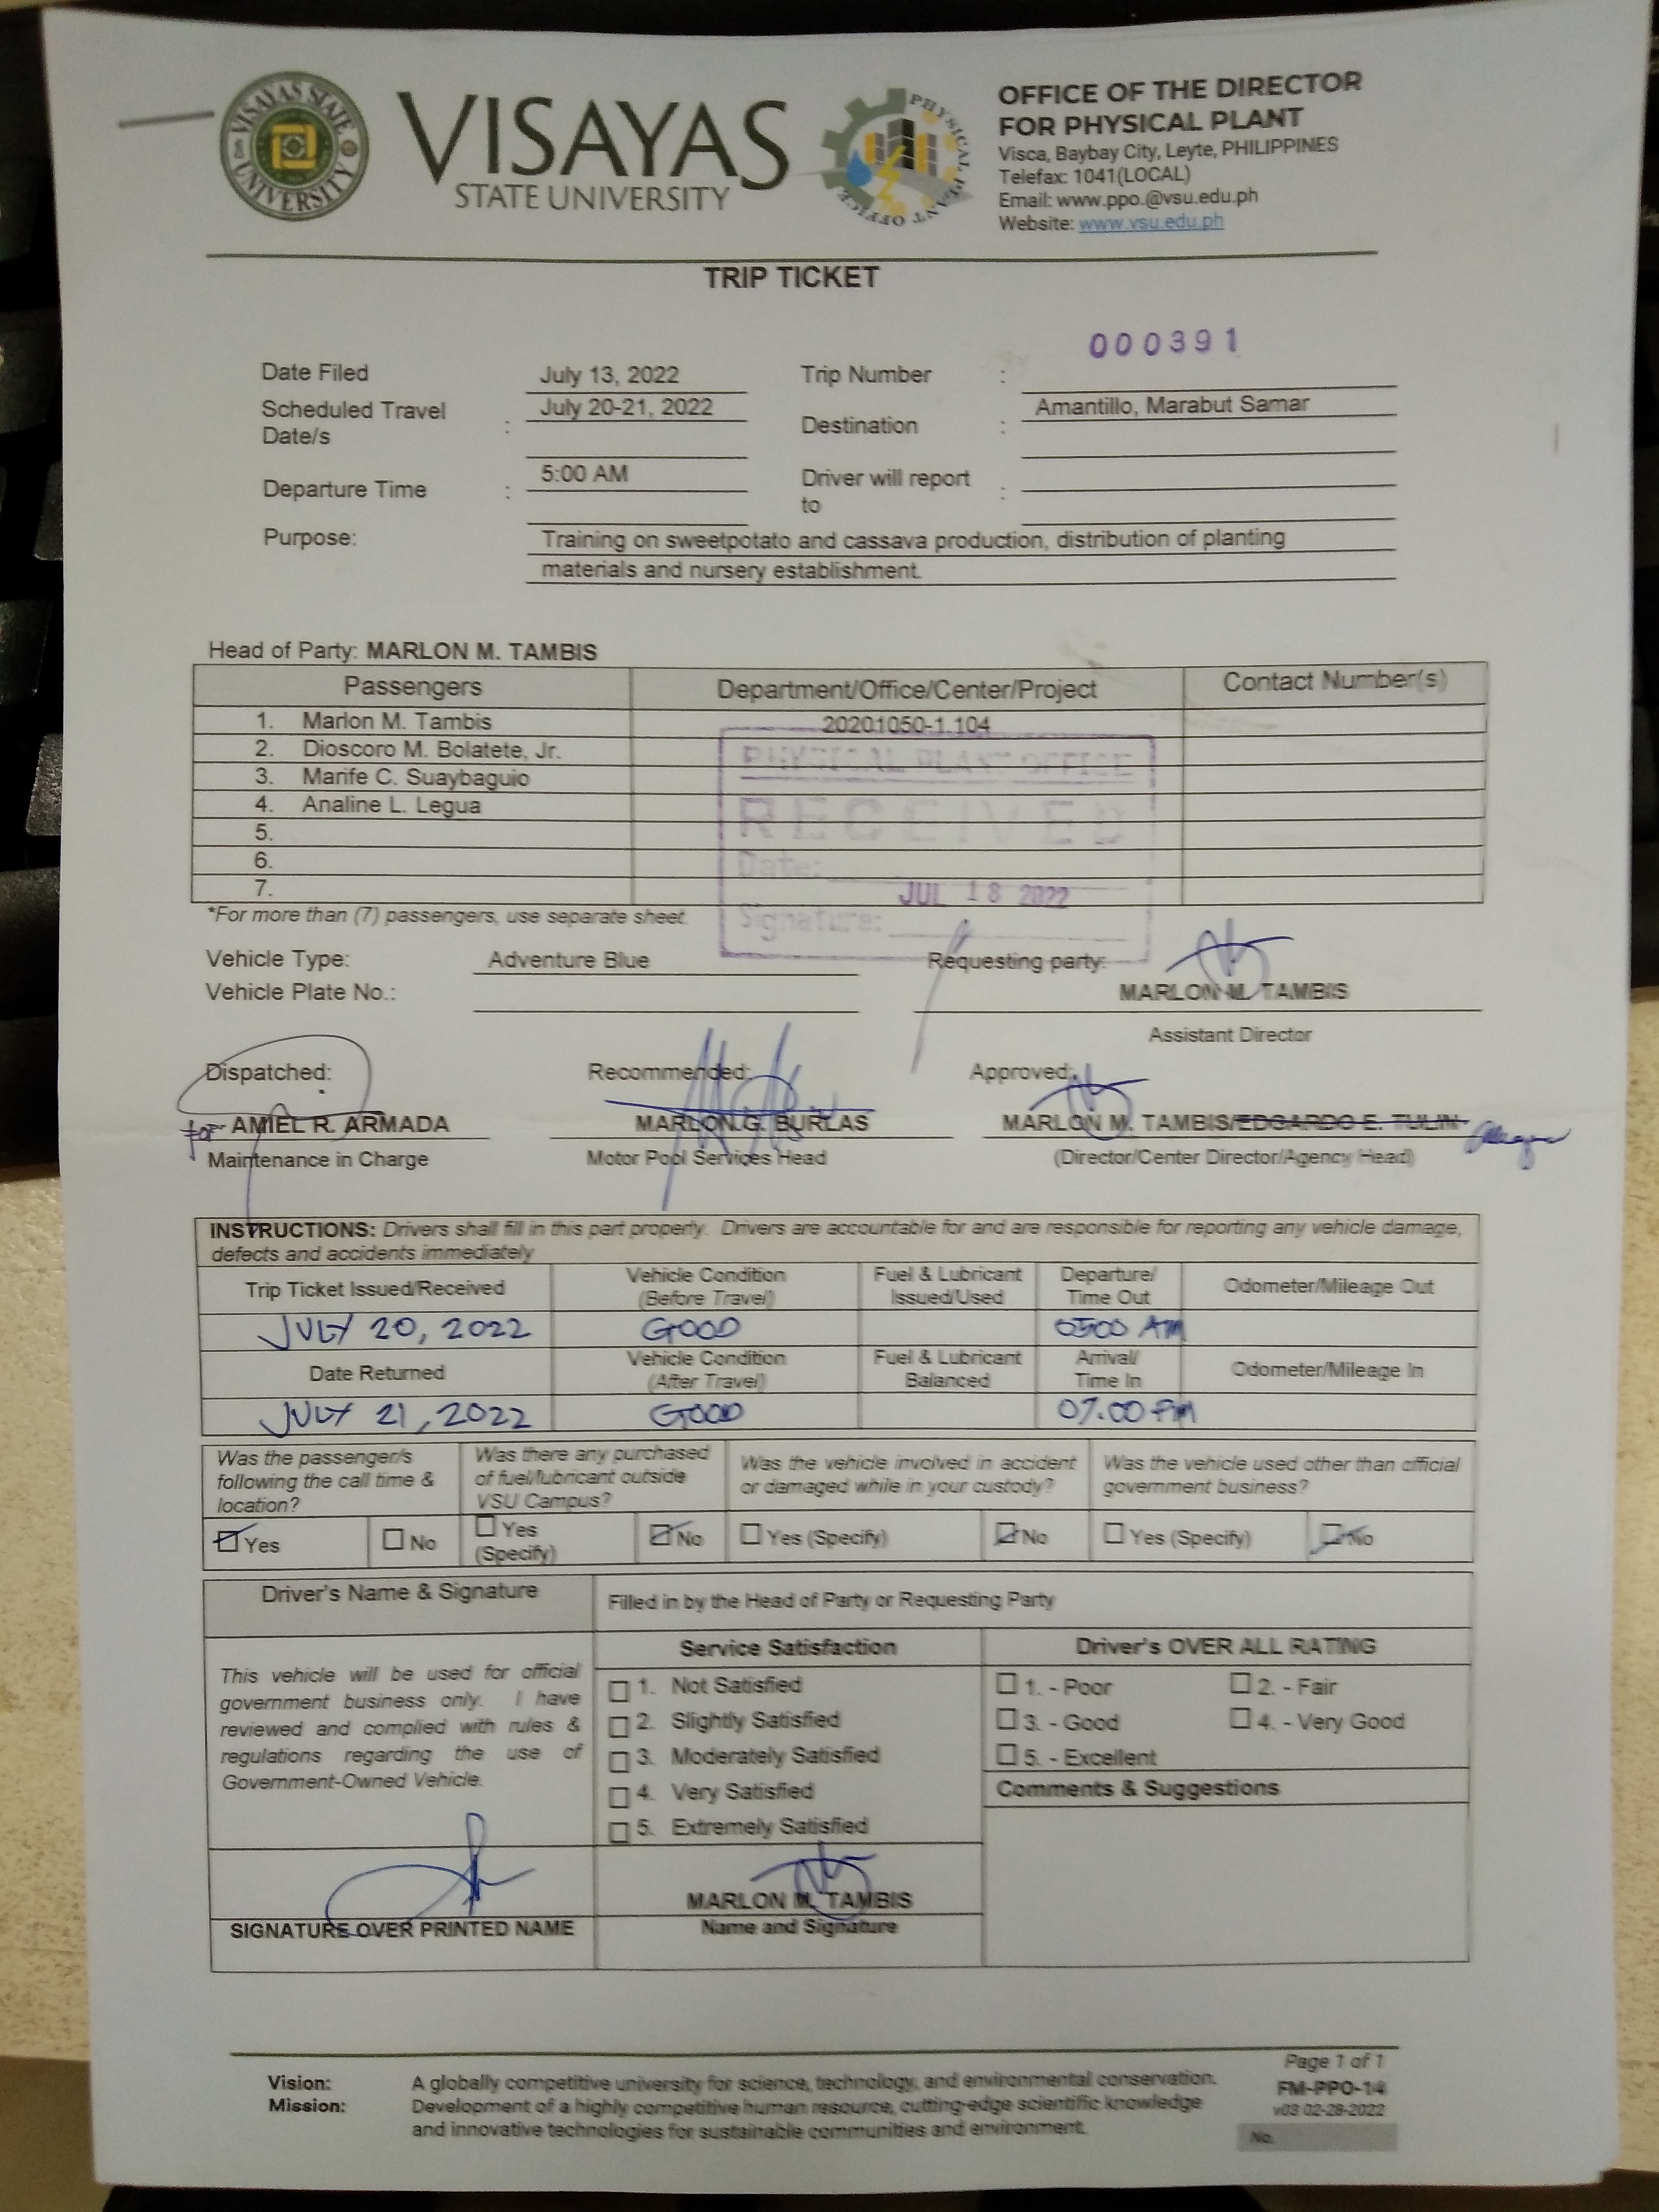 VISAYAS STATE UNIVERSITY
VISAYAS
STATE UNIVERSITY
PHYSICAL PLANT OFFICE
OFFICE OF THE DIRECTOR
FOR PHYSICAL PLANT
Visca, Baybay City, Leyte, PHILIPPINES
Telefax: 1041(LOCAL)
Email: www.ppo.@vsu.edu.ph
Website: www.vsu.edu.ph
TRIP TICKET
000391
Date Filed July 13, 2022 Trip Number :
Scheduled Travel Date/s : July 20-21, 2022 Destination : Amantillo, Marabut Samar
Departure Time : 5:00 AM Driver will report to :
Purpose: Training on sweetpotato and cassava production, distribution of planting
materials and nursery establishment.
Head of Party: MARLON M. TAMBIS
Passengers Department/Office/Center/Project Contact Number(s)
1. Marlon M. Tambis 20201050-1.104
2. Dioscoro M. Bolatete, Jr.
3. Marife C. Suaybaguio
4. Analine L. Legua
5.
6.
7.
PHYSICAL PLANT OFFICE
RECEIVED
Date:
JUL 18 2022
Signature:
*For more than (7) passengers, use separate sheet.
Vehicle Type: Adventure Blue Requesting party:
Vehicle Plate No.: MARLON M. TAMBIS
Assistant Director
Dispatched: Recommended: Approved:
for AMIEL R. ARMADA MARLON G. BURLAS MARLON M. TAMBIS/EDGARDO E. TULIN
Maintenance in Charge Motor Pool Services Head (Director/Center Director/Agency Head)
INSTRUCTIONS: Drivers shall fill in this part properly. Drivers are accountable for and are responsible for reporting any vehicle damage,
defects and accidents immediately
Trip Ticket Issued/Received Vehicle Condition (Before Travel) Fuel & Lubricant Issued/Used Departure/ Time Out Odometer/Mileage Out
JULY 20, 2022 GOOD 0500 AM
Date Returned Vehicle Condition (After Travel) Fuel & Lubricant Balanced Arrival/ Time In Odometer/Mileage In
JULY 21, 2022 GOOD 07.00 PM
Was the passenger/s following the call time & location? Was there any purchased of fuel/lubricant outside VSU Campus? Was the vehicle involved in accident or damaged while in your custody? Was the vehicle used other than official government business?
Yes No Yes (Specify) No Yes (Specify) No Yes (Specify) No
Driver's Name & Signature Filled in by the Head of Party or Requesting Party
Service Satisfaction Driver's OVER ALL RATING
This vehicle will be used for official
government business only. I have
reviewed and complied with rules &
regulations regarding the use of
Government-Owned Vehicle.
1. Not Satisfied
2. Slightly Satisfied
3. Moderately Satisfied
4. Very Satisfied
5. Extremely Satisfied
1. - Poor 2. - Fair
3. - Good 4. - Very Good
5. - Excellent
Comments & Suggestions
MARLON M. TAMBIS
SIGNATURE OVER PRINTED NAME Name and Signature
Page 1 of 1
Vision: A globally competitive university for science, technology, and environmental conservation.
FM-PPO-14
Mission: Development of a highly competitive human resource, cutting-edge scientific knowledge
v03 02-28-2022
and innovative technologies for sustainable communities and environment.
No.